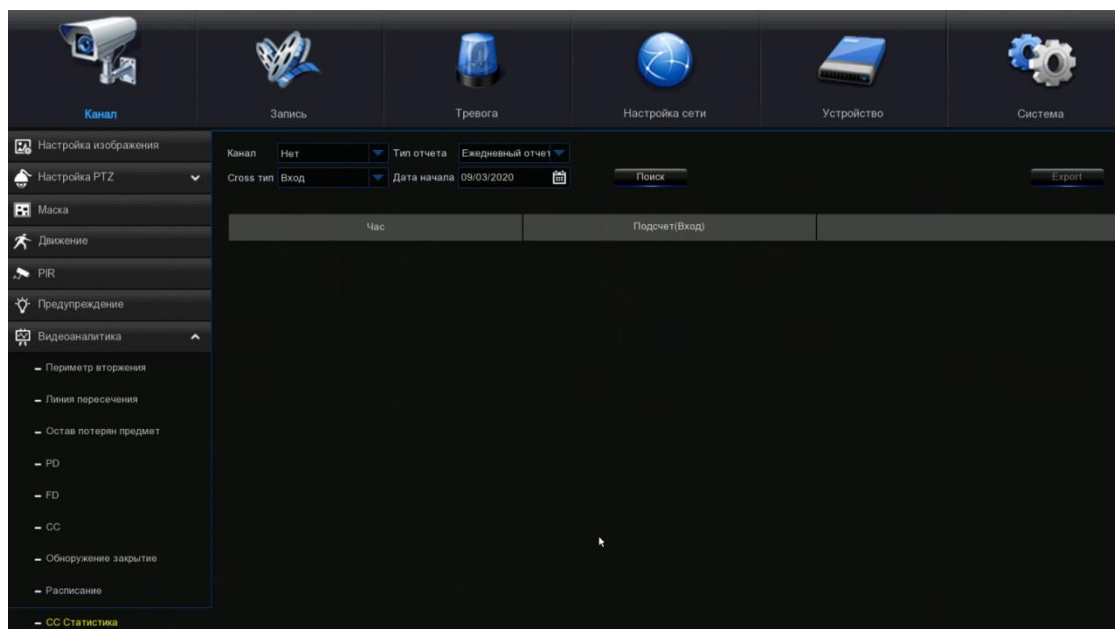 Канал
Запись
Тревога
Настройка сети
Устройство
Система
Настройка изображения
Настройка PTZ
Маска
Движение
PIR
Предупреждение
Видеоаналитика
Периметр вторжения
Линия пересечения
Остав потерян предмет
PD
FD
CC
Обнаружение закрытие
Расписание
СС Статистика
Канал Нет Тип отчета Ежедневный отчет
Cross тип Вход Дата начала 09/03/2020 Поиск Export
Час Подсчет(Вход)